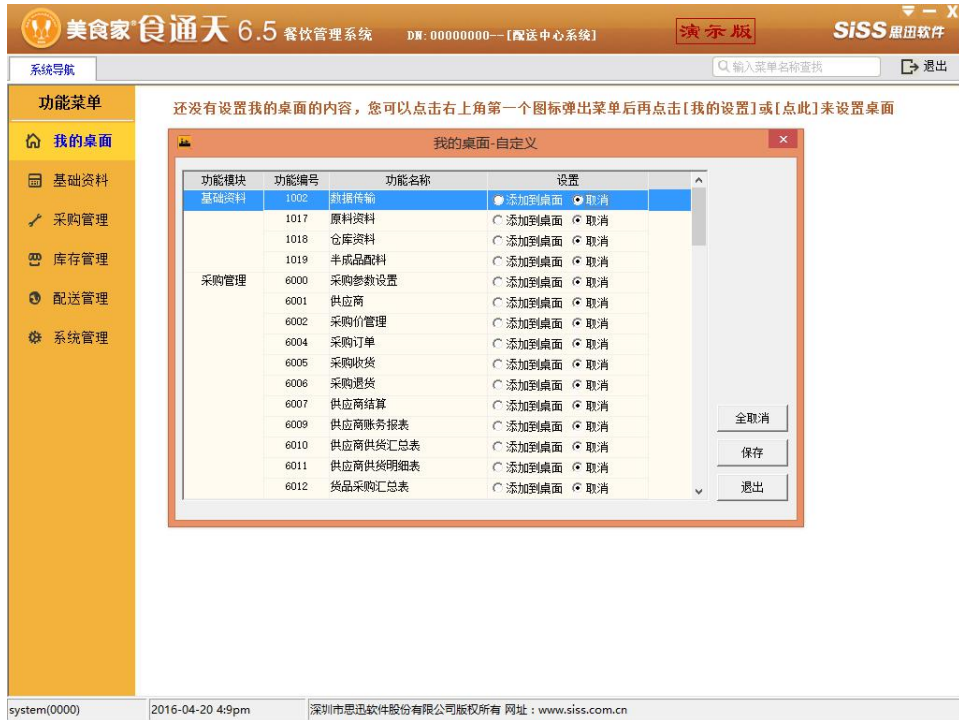 美食家 食通天 6.5 餐饮管理系统 DN:00000000--[配送中心系统] 演示版 SiSS 思迅软件
系统导航 输入菜单名称查找 退出
功能菜单
还没有设置我的桌面的内容，您可以点击右上角第一个图标弹出菜单后再点击[我的设置]或[点此]来设置桌面
我的桌面
基础资料
采购管理
库存管理
配送管理
系统管理
我的桌面-自定义
功能模块 功能编号 功能名称 设置
基础资料 1002 数据传输 添加到桌面 取消
1017 原料资料 添加到桌面 取消
1018 仓库资料 添加到桌面 取消
1019 半成品配料 添加到桌面 取消
采购管理 6000 采购参数设置 添加到桌面 取消
6001 供应商 添加到桌面 取消
6002 采购价管理 添加到桌面 取消
6004 采购订单 添加到桌面 取消
6005 采购收货 添加到桌面 取消
6006 采购退货 添加到桌面 取消
6007 供应商结算 添加到桌面 取消
6009 供应商账务报表 添加到桌面 取消
6010 供应商供货汇总表 添加到桌面 取消
6011 供应商供货明细表 添加到桌面 取消
6012 货品采购汇总表 添加到桌面 取消
全取消
保存
退出
system(0000) 2016-04-20 4:9pm 深圳市思迅软件股份有限公司版权所有 网址：www.siss.com.cn